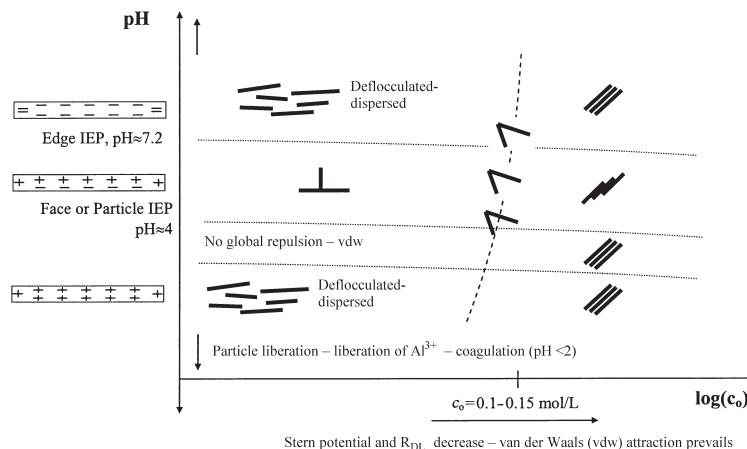 pH
Deflocculated-
dispersed
= − − − − =
Edge IEP, pH≈7.2
+ ± ± ± ± ± +
Face or Particle IEP
pH≈4
No global repulsion – vdw
Deflocculated-
dispersed
Particle liberation – liberation of Al³⁺ – coagulation (pH <2)
cₒ=0.1–0.15 mol/L
log(cₒ)
Stern potential and R_DL decrease – van der Waals (vdw) attraction prevails